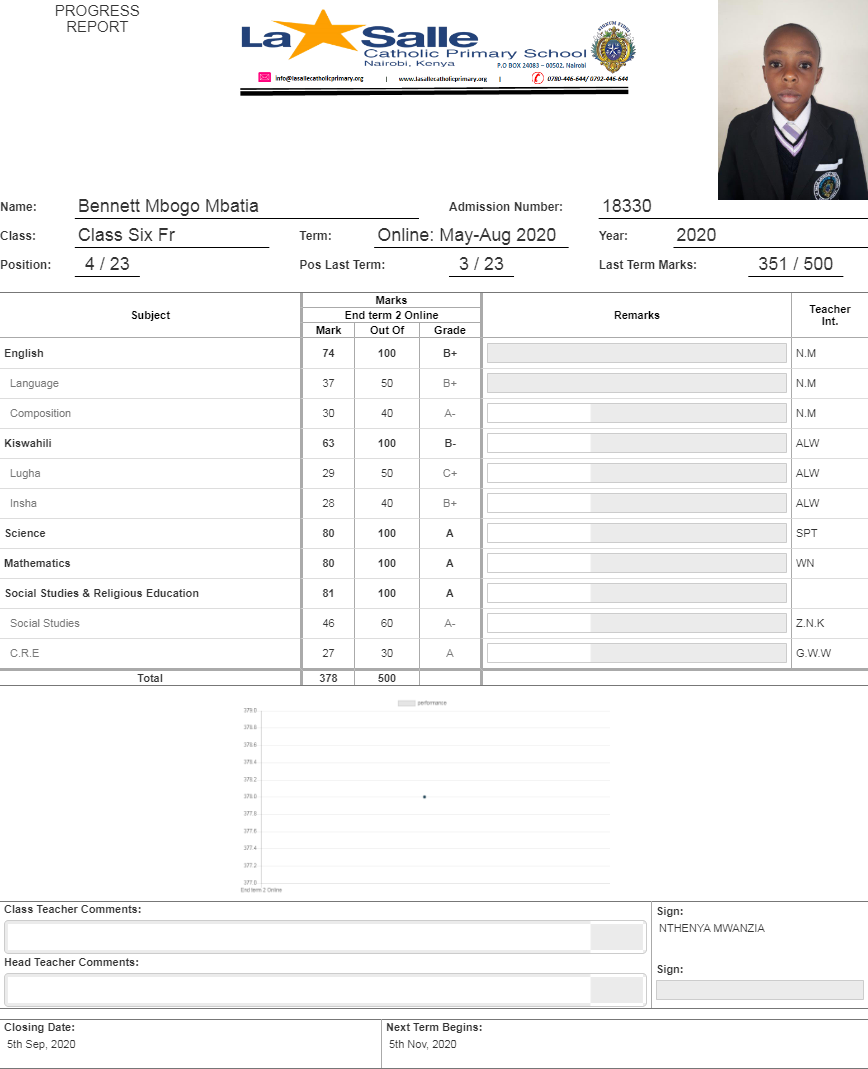 PROGRESS
REPORT
La Salle
Catholic Primary School
Nairobi, Kenya
P.O BOX 24083 – 00502, Nairobi
info@lasallecatholicprimary.org | www.lasallecatholicprimary.org | 0780-446-644/ 0792-446-644
Name: Bennett Mbogo Mbatia Admission Number: 18330
Class: Class Six Fr Term: Online: May-Aug 2020 Year: 2020
Position: 4 / 23 Pos Last Term: 3 / 23 Last Term Marks: 351 / 500
Subject Marks Remarks Teacher Int.
End term 2 Online
Mark Out Of Grade
English 74 100 B+ N.M
Language 37 50 B+ N.M
Composition 30 40 A- N.M
Kiswahili 63 100 B- ALW
Lugha 29 50 C+ ALW
Insha 28 40 B+ ALW
Science 80 100 A SPT
Mathematics 80 100 A WN
Social Studies & Religious Education 81 100 A
Social Studies 46 60 A- Z.N.K
C.R.E 27 30 A G.W.W
Total 378 500
performance
379.0
378.8
378.6
378.4
378.2
378.0
377.8
377.6
377.4
377.2
377.0
End term 2 Online
Class Teacher Comments:
Sign:
NTHENYA MWANZIA
Head Teacher Comments:
Sign:
Closing Date: Next Term Begins:
5th Sep, 2020 5th Nov, 2020